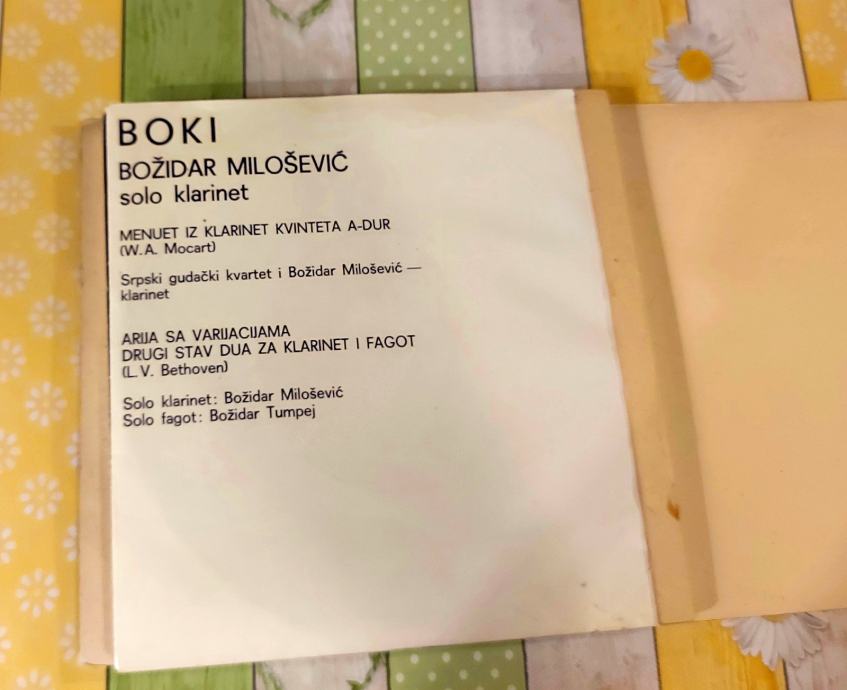 BOKI
BOŽIDAR MILOŠEVIĆ
solo klarinet
MENUET IZ KLARINET KVINTETA A-DUR
(W.A. Mocart)
Srpski gudački kvartet i Božidar Milošević —
klarinet
ARIJA SA VARIJACIJAMA
DRUGI STAV DUA ZA KLARINET I FAGOT
(L.V. Bethoven)
Solo klarinet: Božidar Milošević
Solo fagot: Božidar Tumpej